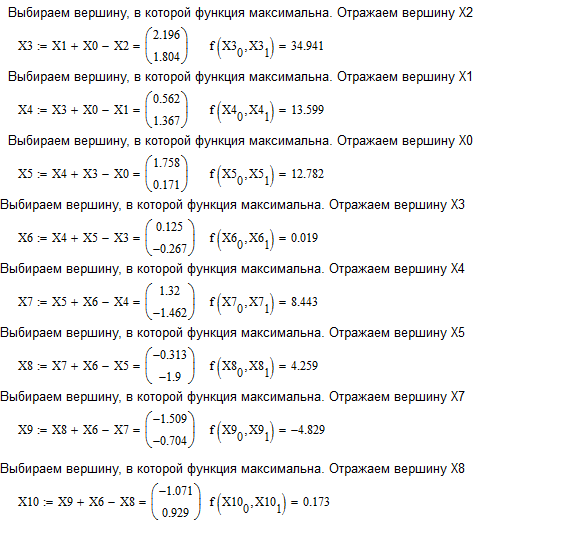 Выбираем вершину, в которой функция максимальна. Отражаем вершину X2
X3 := X1 + X0 − X2 = (2.196 1.804) f(X3₀,X3₁) = 34.941
Выбираем вершину, в которой функция максимальна. Отражаем вершину X1
X4 := X3 + X0 − X1 = (0.562 1.367) f(X4₀,X4₁) = 13.599
Выбираем вершину, в которой функция максимальна. Отражаем вершину X0
X5 := X4 + X3 − X0 = (1.758 0.171) f(X5₀,X5₁) = 12.782
Выбираем вершину, в которой функция максимальна. Отражаем вершину X3
X6 := X4 + X5 − X3 = (0.125 −0.267) f(X6₀,X6₁) = 0.019
Выбираем вершину, в которой функция максимальна. Отражаем вершину X4
X7 := X5 + X6 − X4 = (1.32 −1.462) f(X7₀,X7₁) = 8.443
Выбираем вершину, в которой функция максимальна. Отражаем вершину X5
X8 := X7 + X6 − X5 = (−0.313 −1.9) f(X8₀,X8₁) = 4.259
Выбираем вершину, в которой функция максимальна. Отражаем вершину X7
X9 := X8 + X6 − X7 = (−1.509 −0.704) f(X9₀,X9₁) = −4.829
Выбираем вершину, в которой функция максимальна. Отражаем вершину X8
X10 := X9 + X6 − X8 = (−1.071 0.929) f(X10₀,X10₁) = 0.173